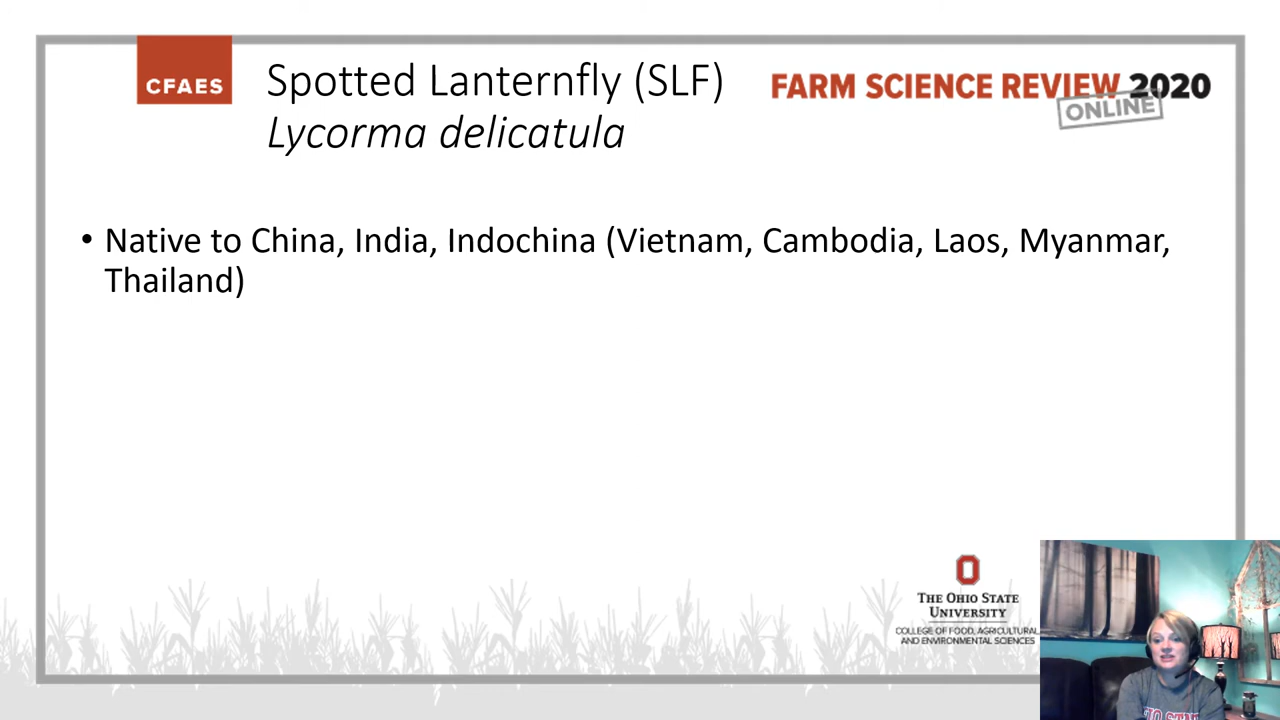 CFAES
Spotted Lanternfly (SLF)
Lycorma delicatula
FARM SCIENCE REVIEW 2020
ONLINE
• Native to China, India, Indochina (Vietnam, Cambodia, Laos, Myanmar,
Thailand)
THE OHIO STATE
UNIVERSITY
COLLEGE OF FOOD, AGRICULTURAL,
AND ENVIRONMENTAL SCIENCES